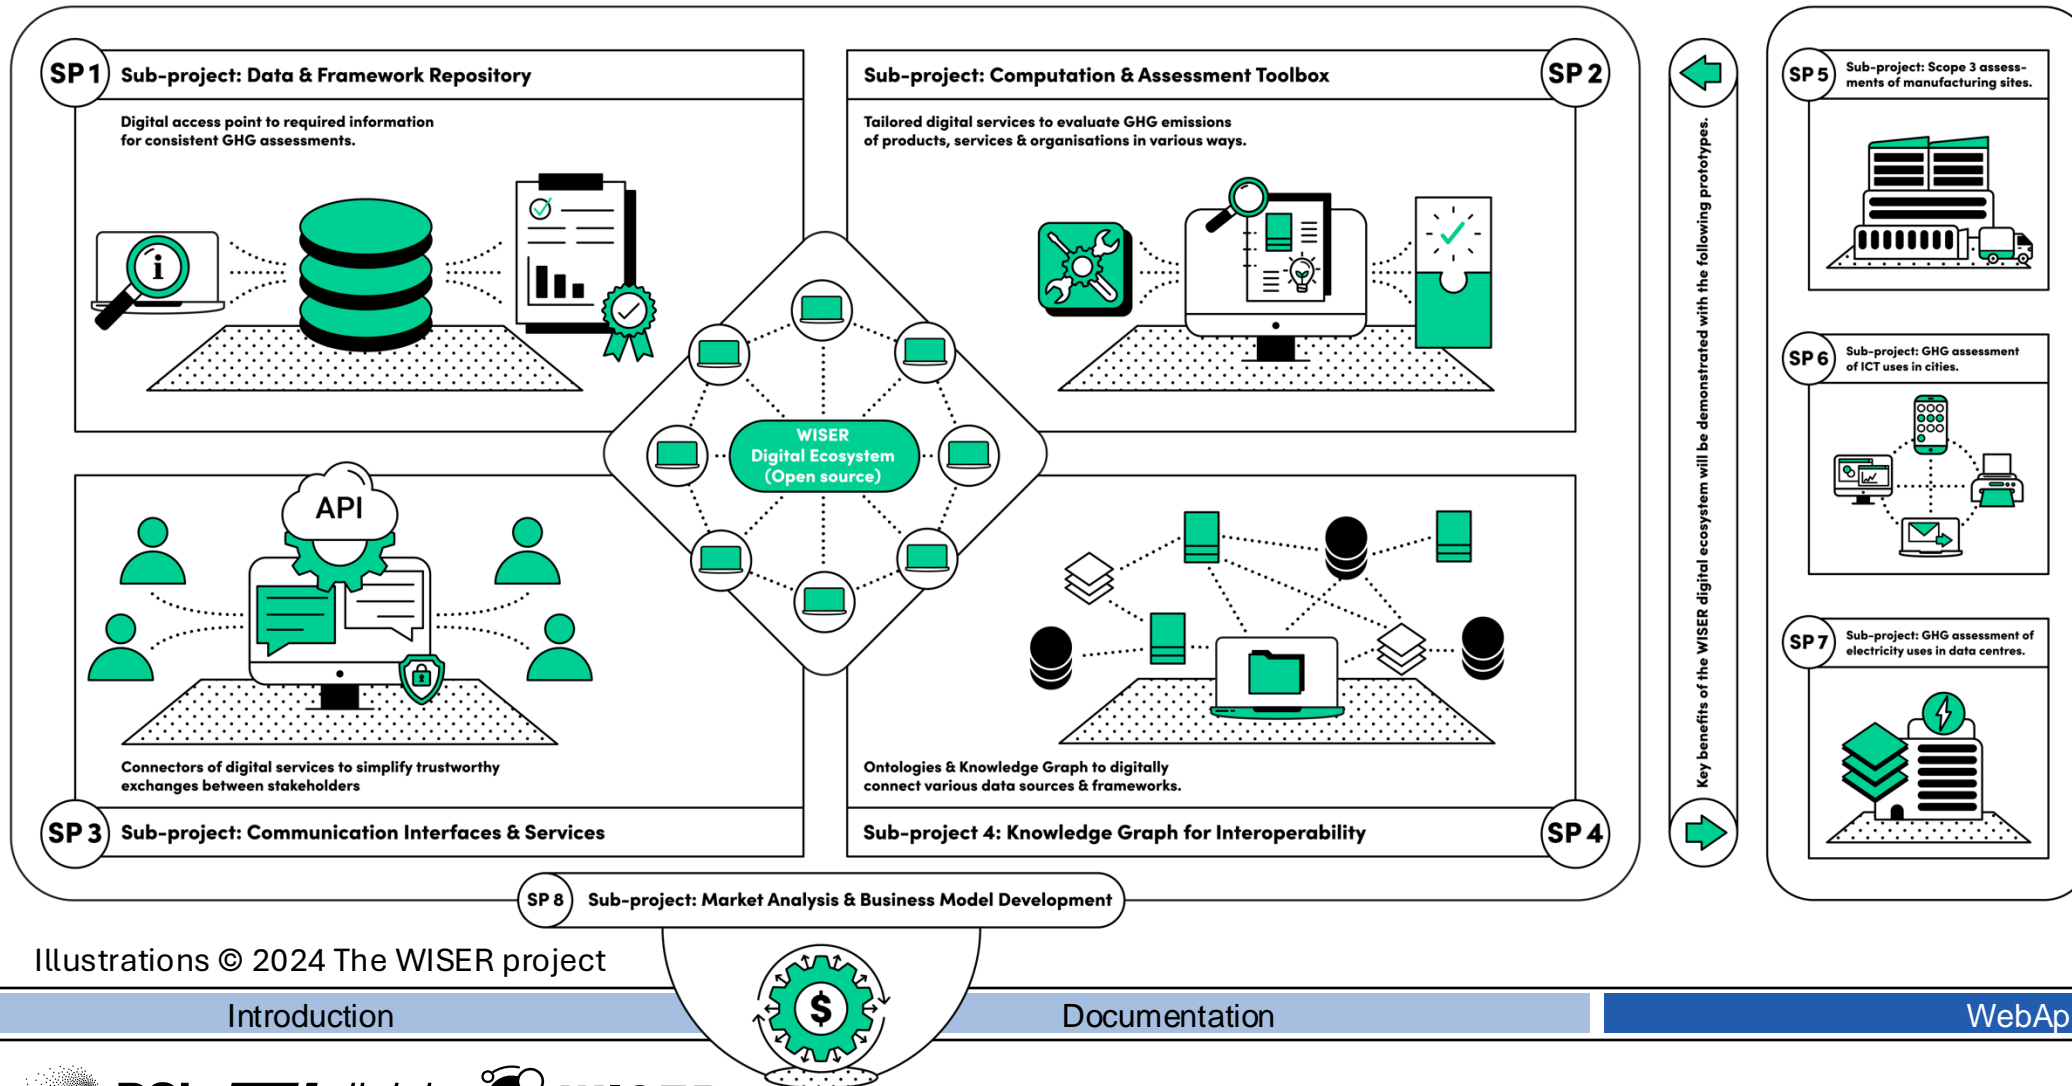 SP 1
Sub-project: Data & Framework Repository
Digital access point to required information
for consistent GHG assessments.
i
Sub-project: Computation & Assessment Toolbox
SP 2
Tailored digital services to evaluate GHG emissions
of products, services & organisations in various ways.
WISER
Digital Ecosystem
(Open source)
API
Connectors of digital services to simplify trustworthy
exchanges between stakeholders
SP 3
Sub-project: Communication Interfaces & Services
Ontologies & Knowledge Graph to digitally
connect various data sources & frameworks.
Sub-project 4: Knowledge Graph for Interoperability
SP 4
Key benefits of the WISER digital ecosystem will be demonstrated with the following prototypes.
SP 5
Sub-project: Scope 3 assess-
ments of manufacturing sites.
SP 6
Sub-project: GHG assessment
of ICT uses in cities.
SP 7
Sub-project: GHG assessment of
electricity uses in data centres.
SP 8
Sub-project: Market Analysis & Business Model Development
$
Illustrations © 2024 The WISER project
Introduction
Documentation
WebAp